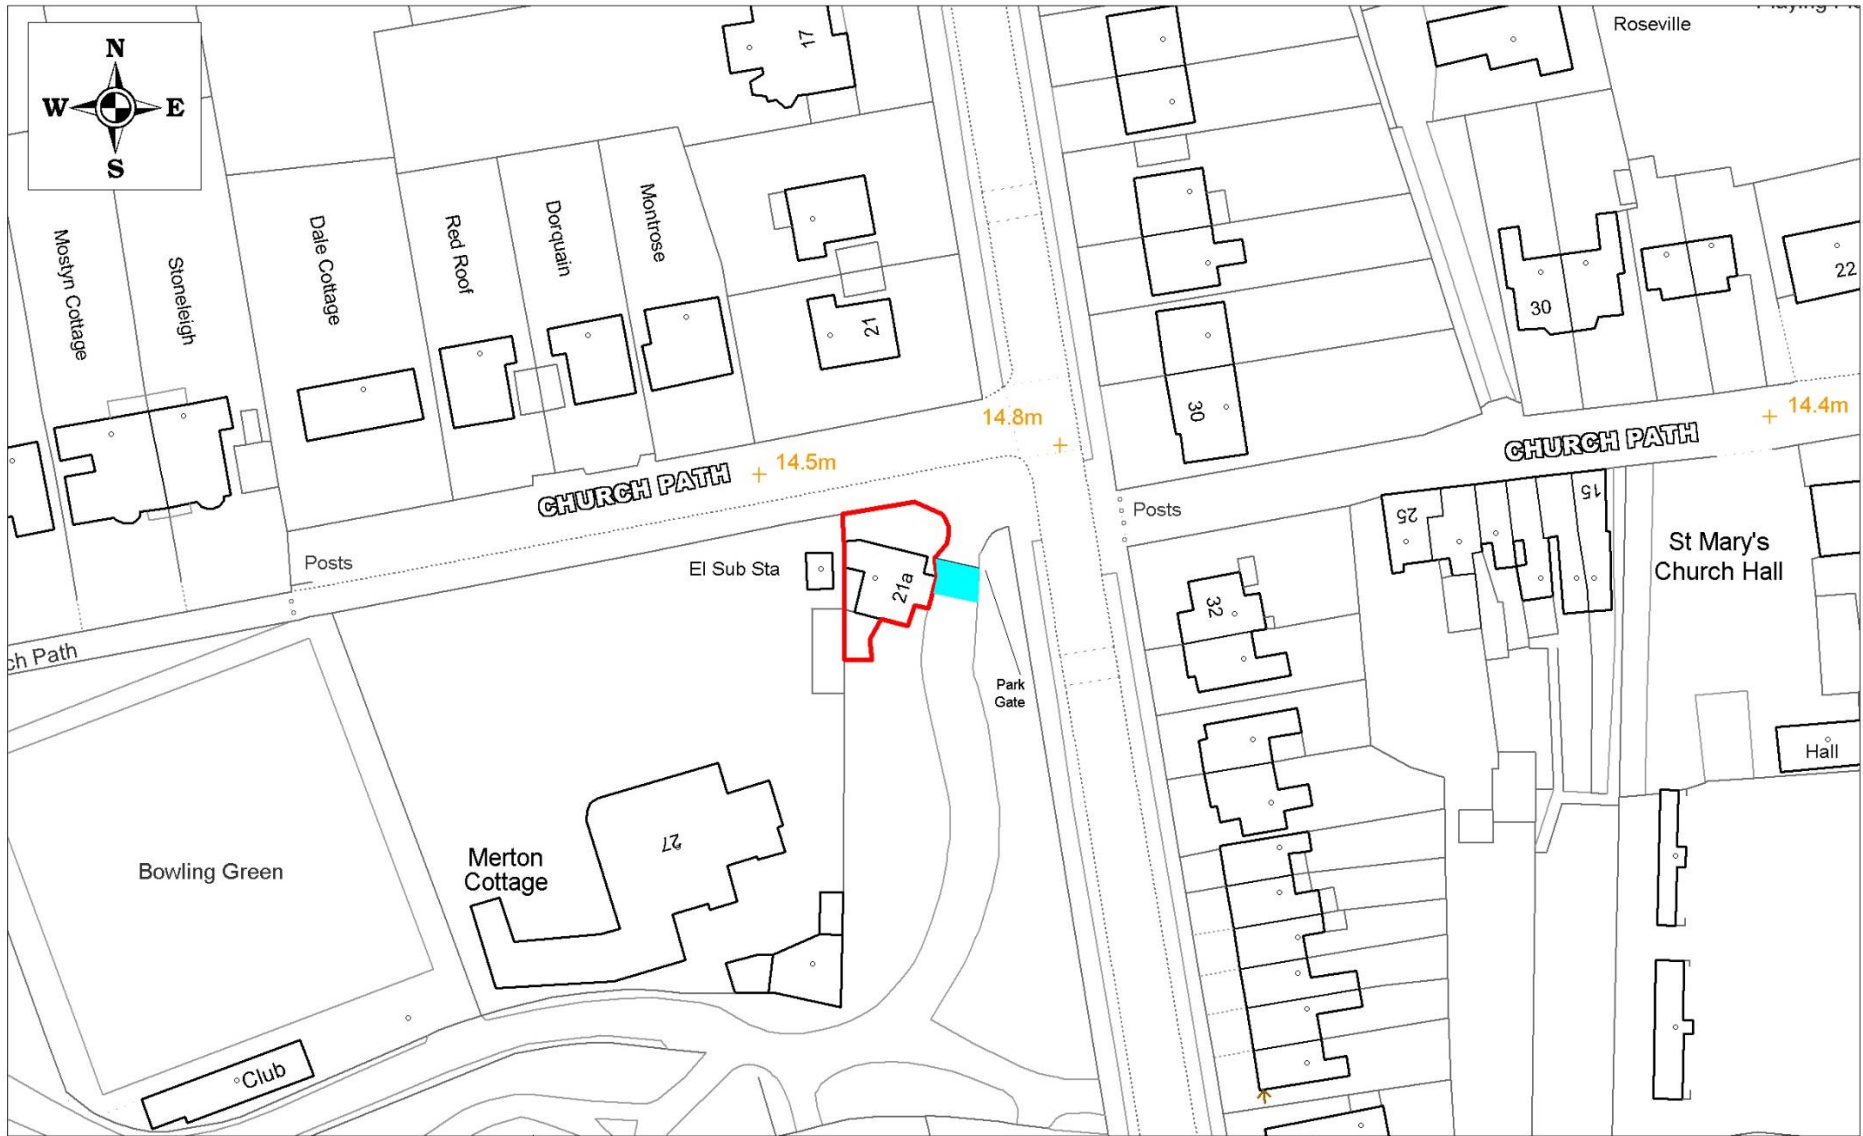 N
W E
S
17
Roseville
Mostyn Cottage
Stoneleigh
Dale Cottage
Red Roof
Dorquain
Montrose
21
30
30
22
14.8m
14.4m
CHURCH PATH
14.5m
CHURCH PATH
Posts
25
15
St Mary's
Church Hall
Posts
El Sub Sta
21a
32
ch Path
Park
Gate
Hall
27
Merton
Cottage
Bowling Green
Club